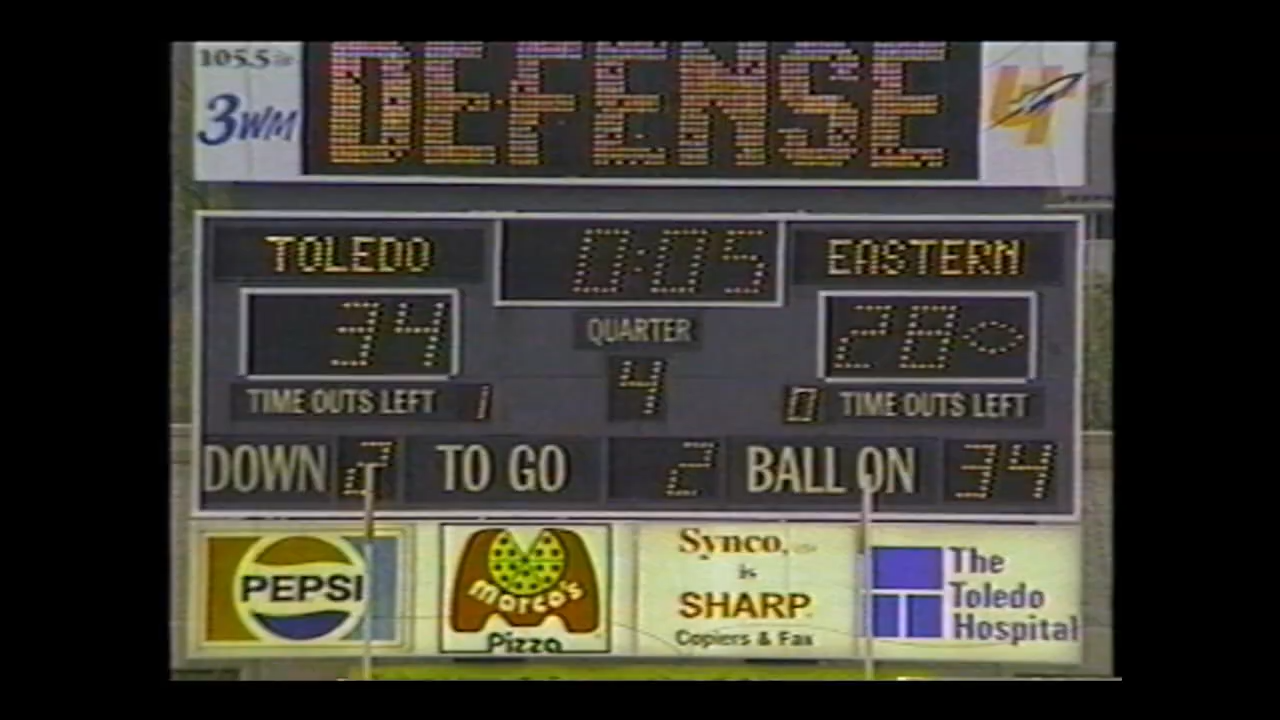 105.5
3WM
DEFENSE
4
TOLEDO
0:05
EASTERN
34
QUARTER
28
TIME OUTS LEFT 1
4
0 TIME OUTS LEFT
DOWN 2 TO GO 2 BALL ON 34
PEPSI
Marco's
Pizza
Synco,
is
SHARP
Copiers & Fax
The
Toledo
Hospital